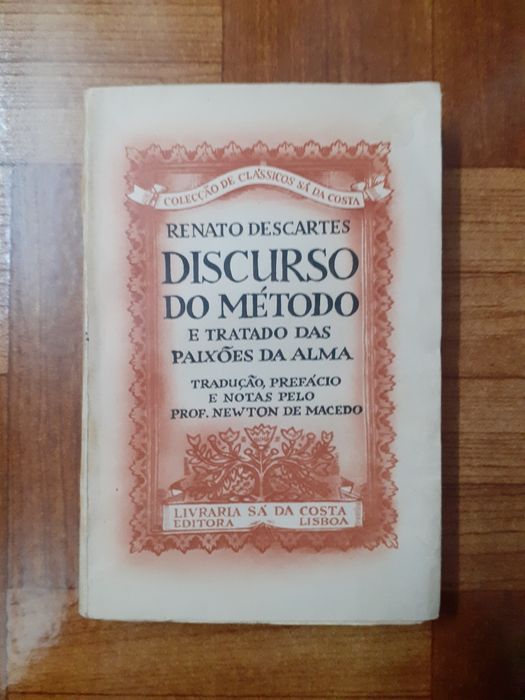 COLECÇÃO DE CLÁSSICOS SÁ DA COSTA
RENATO DESCARTES
DISCURSO
DO MÉTODO
E TRATADO DAS
PAIXÕES DA ALMA
TRADUÇÃO, PREFÁCIO
E NOTAS PELO
PROF. NEWTON DE MACEDO
LIVRARIA SÁ DA COSTA
EDITORA LISBOA